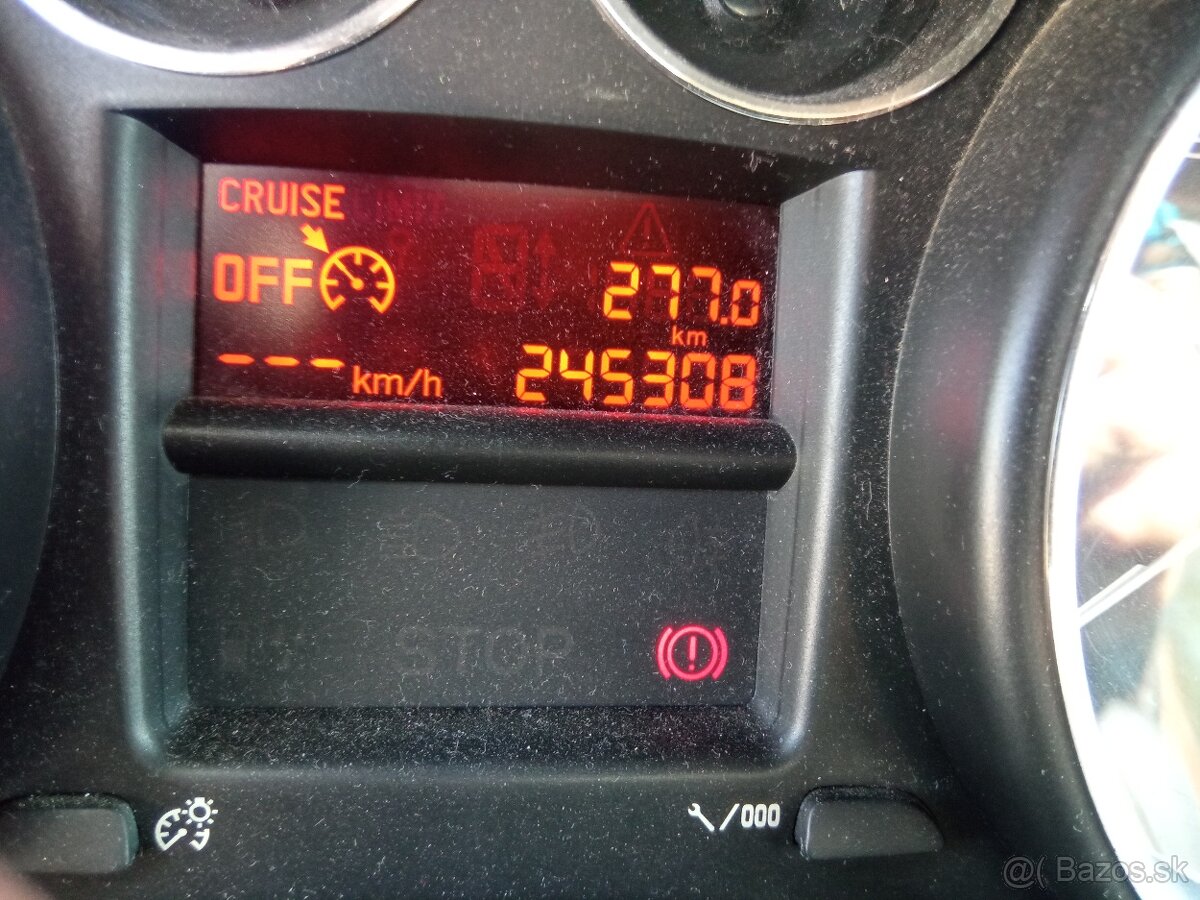 CRUISE
OFF 277.0
km
--- km/h 245308
STOP
/000
@( Bazos.sk